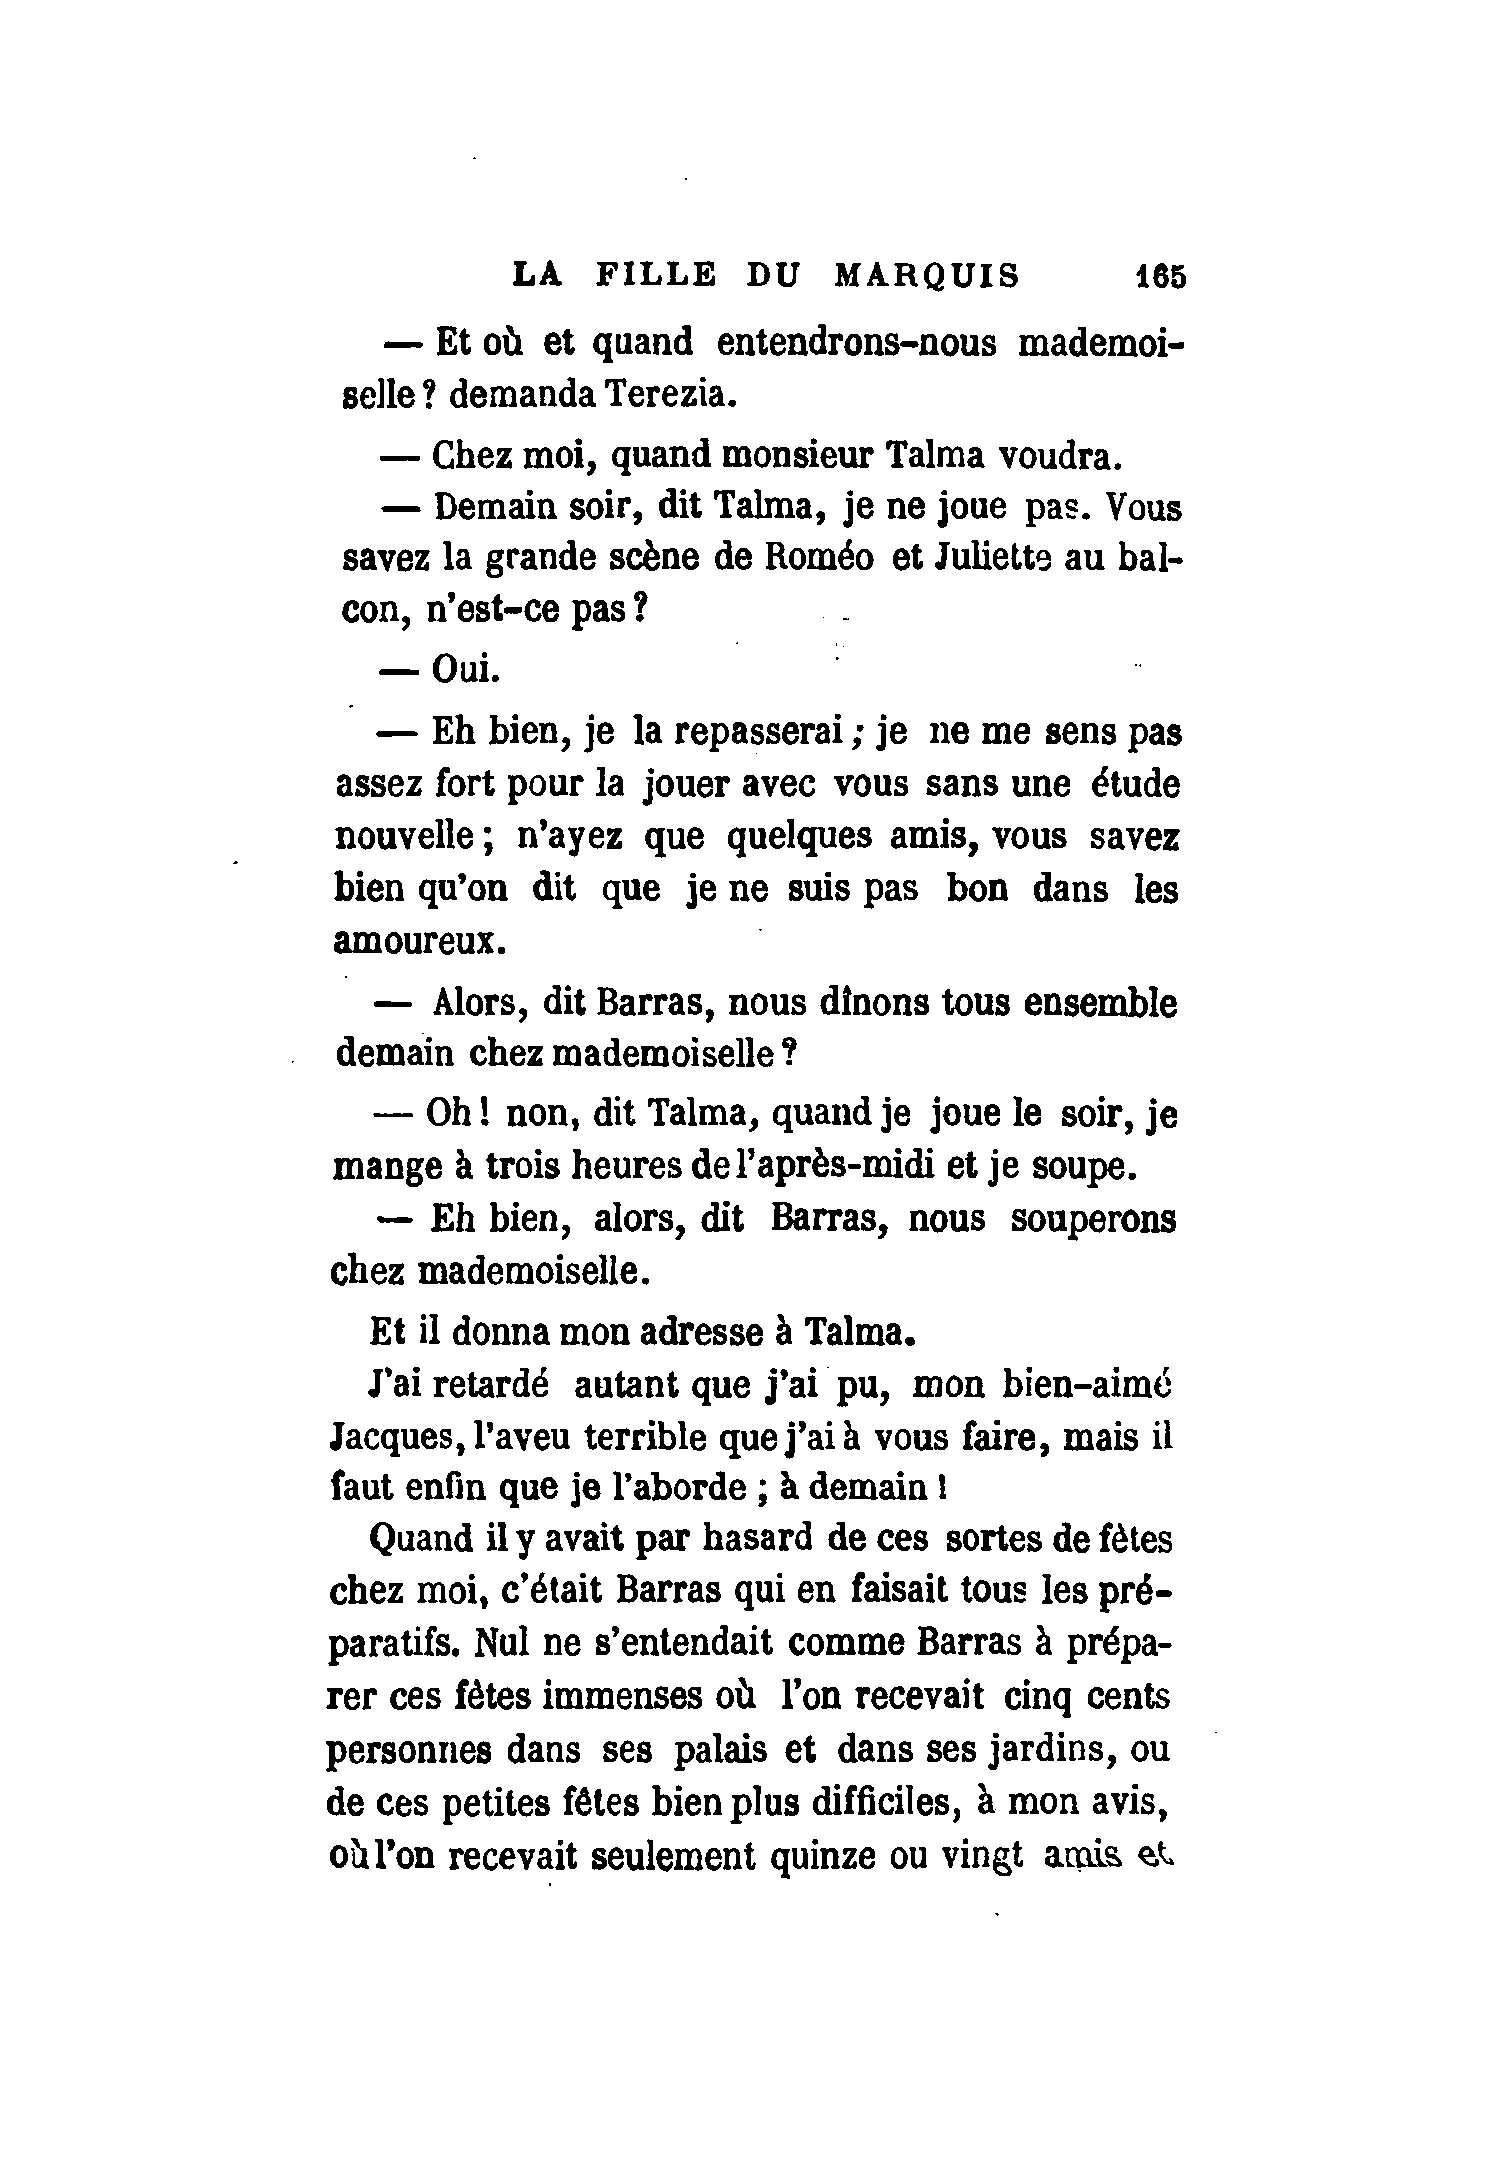 LA FILLE DU MARQUIS 165
— Et où et quand entendrons-nous mademoi-
selle ? demanda Terezia.
— Chez moi, quand monsieur Talma voudra.
— Demain soir, dit Talma, je ne joue pas. Vous
savez la grande scène de Roméo et Juliette au bal-
con, n'est-ce pas ?
— Oui.
— Eh bien, je la repasserai ; je ne me sens pas
assez fort pour la jouer avec vous sans une étude
nouvelle ; n'ayez que quelques amis, vous savez
bien qu'on dit que je ne suis pas bon dans les
amoureux.
— Alors, dit Barras, nous dînons tous ensemble
demain chez mademoiselle ?
— Oh ! non, dit Talma, quand je joue le soir, je
mange à trois heures de l'après-midi et je soupe.
— Eh bien, alors, dit Barras, nous souperons
chez mademoiselle.
Et il donna mon adresse à Talma.
J'ai retardé autant que j'ai pu, mon bien-aimé
Jacques, l'aveu terrible que j'ai à vous faire, mais il
faut enfin que je l'aborde ; à demain !
Quand il y avait par hasard de ces sortes de fêtes
chez moi, c'était Barras qui en faisait tous les pré-
paratifs. Nul ne s'entendait comme Barras à prépa-
rer ces fêtes immenses où l'on recevait cinq cents
personnes dans ses palais et dans ses jardins, ou
de ces petites fêtes bien plus difficiles, à mon avis,
où l'on recevait seulement quinze ou vingt amis et